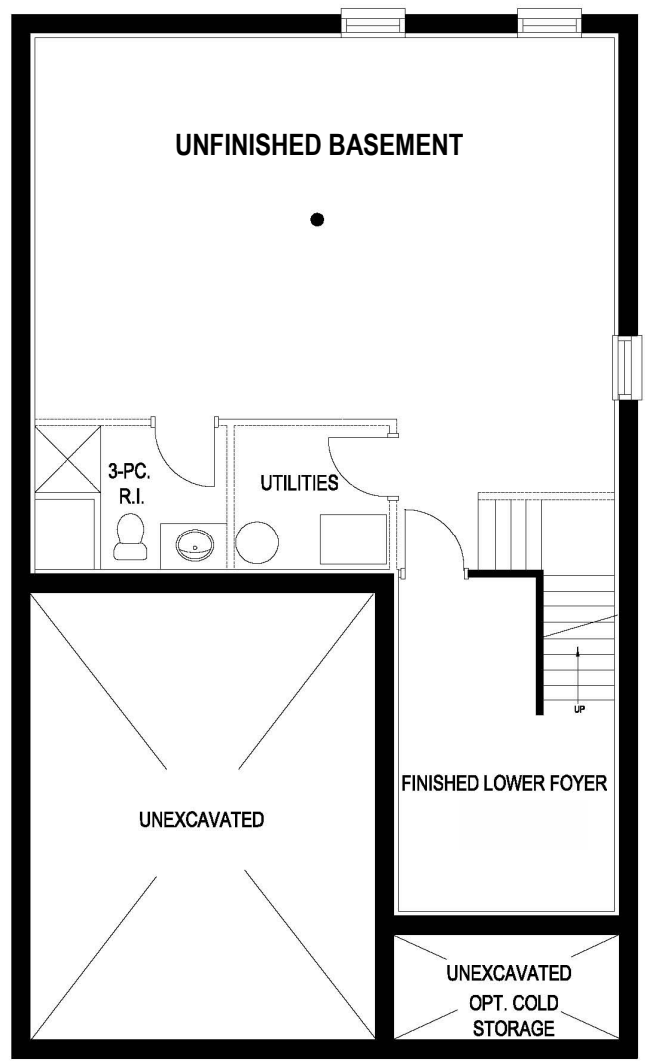 UNFINISHED BASEMENT
3-PC.
R.I.
UTILITIES
UP
FINISHED LOWER FOYER
UNEXCAVATED
UNEXCAVATED
OPT. COLD
STORAGE